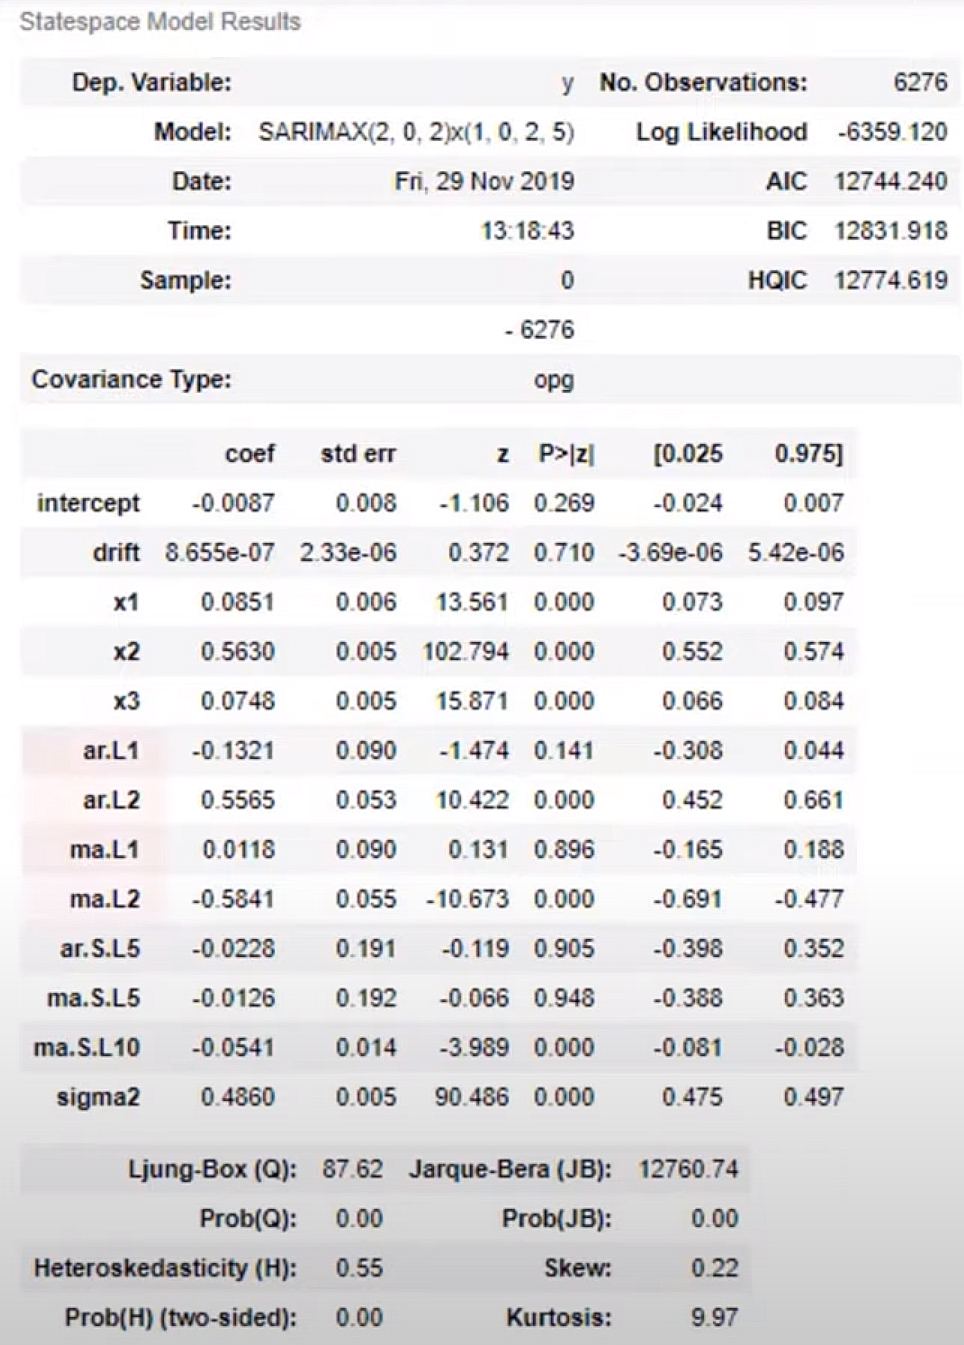 Statespace Model Results
Dep. Variable: y No. Observations: 6276
Model: SARIMAX(2, 0, 2)x(1, 0, 2, 5) Log Likelihood -6359.120
Date: Fri, 29 Nov 2019 AIC 12744.240
Time: 13:18:43 BIC 12831.918
Sample: 0 HQIC 12774.619
- 6276
Covariance Type: opg
coef std err z P>|z| [0.025 0.975]
intercept -0.0087 0.008 -1.106 0.269 -0.024 0.007
drift 8.655e-07 2.33e-06 0.372 0.710 -3.69e-06 5.42e-06
x1 0.0851 0.006 13.561 0.000 0.073 0.097
x2 0.5630 0.005 102.794 0.000 0.552 0.574
x3 0.0748 0.005 15.871 0.000 0.066 0.084
ar.L1 -0.1321 0.090 -1.474 0.141 -0.308 0.044
ar.L2 0.5565 0.053 10.422 0.000 0.452 0.661
ma.L1 0.0118 0.090 0.131 0.896 -0.165 0.188
ma.L2 -0.5841 0.055 -10.673 0.000 -0.691 -0.477
ar.S.L5 -0.0228 0.191 -0.119 0.905 -0.398 0.352
ma.S.L5 -0.0126 0.192 -0.066 0.948 -0.388 0.363
ma.S.L10 -0.0541 0.014 -3.989 0.000 -0.081 -0.028
sigma2 0.4860 0.005 90.486 0.000 0.475 0.497
Ljung-Box (Q): 87.62 Jarque-Bera (JB): 12760.74
Prob(Q): 0.00 Prob(JB): 0.00
Heteroskedasticity (H): 0.55 Skew: 0.22
Prob(H) (two-sided): 0.00 Kurtosis: 9.97